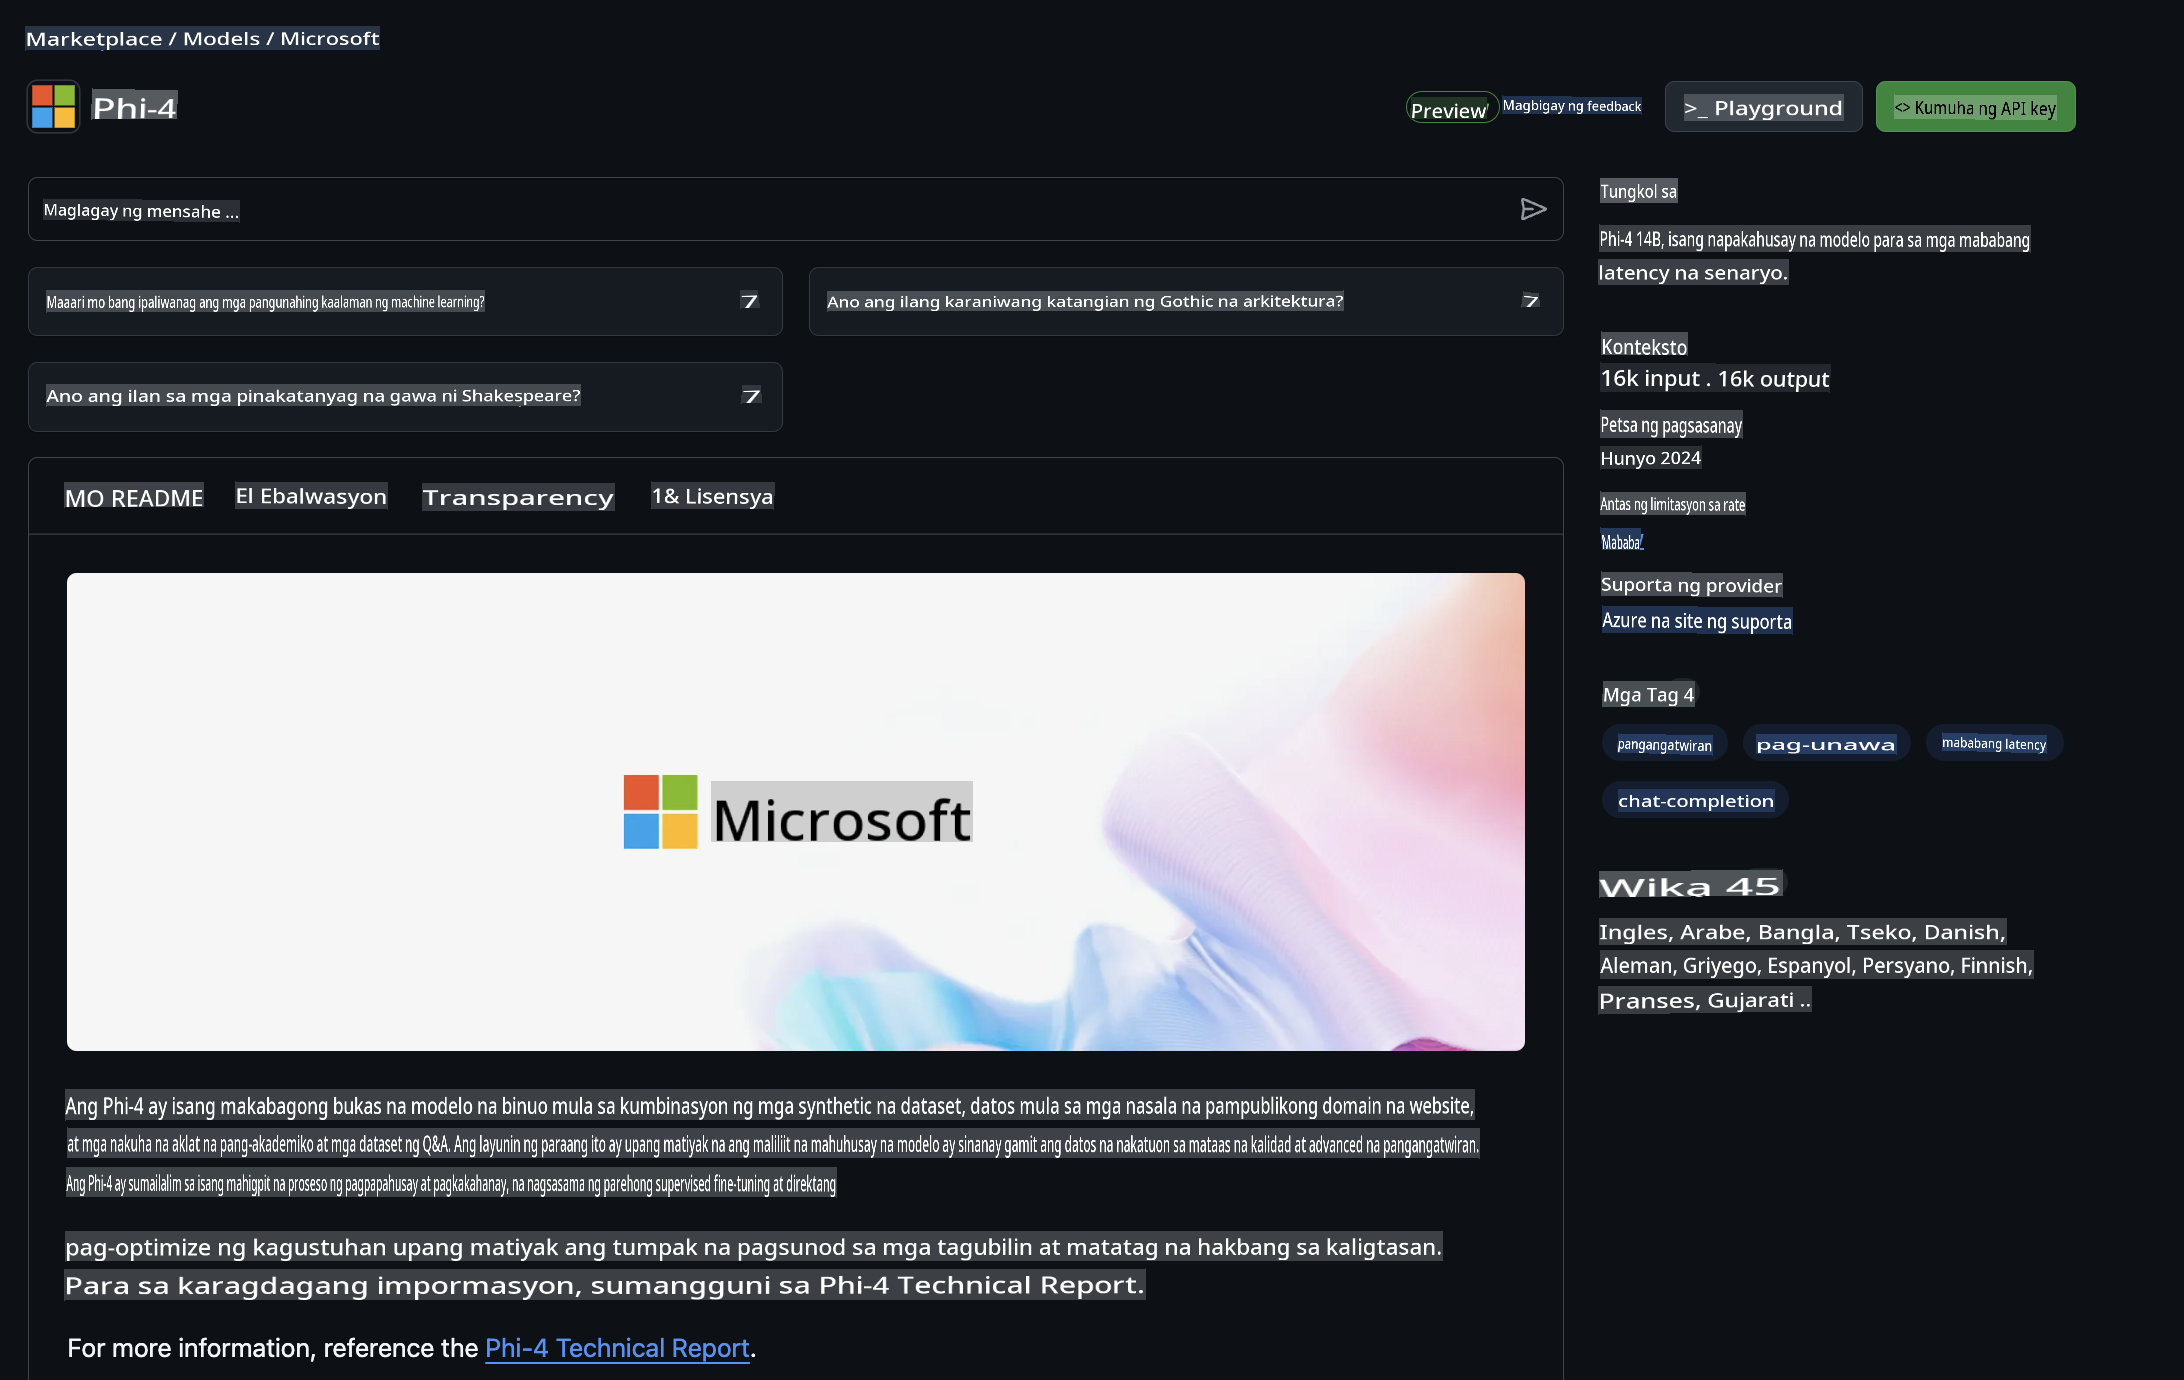 Marketplace / Models / Microsoft
Phi-4
Preview
Magbigay ng feedback
>_ Playground
<> Kumuha ng API key
Maglagay ng mensahe ...
Maaari mo bang ipaliwanag ang mga pangunahing kaalaman ng machine learning?
Ano ang ilang karaniwang katangian ng Gothic na arkitektura?
Ano ang ilan sa mga pinakatanyag na gawa ni Shakespeare?
MO README
El Ebalwasyon
Transparency
1& Lisensya
Microsoft
Ang Phi-4 ay isang makabagong bukas na modelo na binuo mula sa kumbinasyon ng mga synthetic na dataset, datos mula sa mga nasala na pampublikong domain na website,
at mga nakuha na aklat na pang-akademiko at mga dataset ng Q&A. Ang layunin ng paraang ito ay upang matiyak na ang maliliit na mahuhusay na modelo ay sinanay gamit ang datos na nakatuon sa mataas na kalidad at advanced na pangangatwiran.
Ang Phi-4 ay sumailalim sa isang mahigpit na proseso ng pagpapahusay at pagkakahanay, na nagsasama ng parehong supervised fine-tuning at direktang
pag-optimize ng kagustuhan upang matiyak ang tumpak na pagsunod sa mga tagubilin at matatag na hakbang sa kaligtasan.
Para sa karagdagang impormasyon, sumangguni sa Phi-4 Technical Report.
For more information, reference the Phi-4 Technical Report.
Tungkol sa
Phi-4 14B, isang napakahusay na modelo para sa mga mababang
latency na senaryo.
Konteksto
16k input . 16k output
Petsa ng pagsasanay
Hunyo 2024
Antas ng limitasyon sa rate
Mababa
Suporta ng provider
Azure na site ng suporta
Mga Tag 4
pangangatwiran
pag-unawa
mababang latency
chat-completion
Wika 45
Ingles, Arabe, Bangla, Tseko, Danish,
Aleman, Griyego, Espanyol, Persyano, Finnish,
Pranses, Gujarati ..